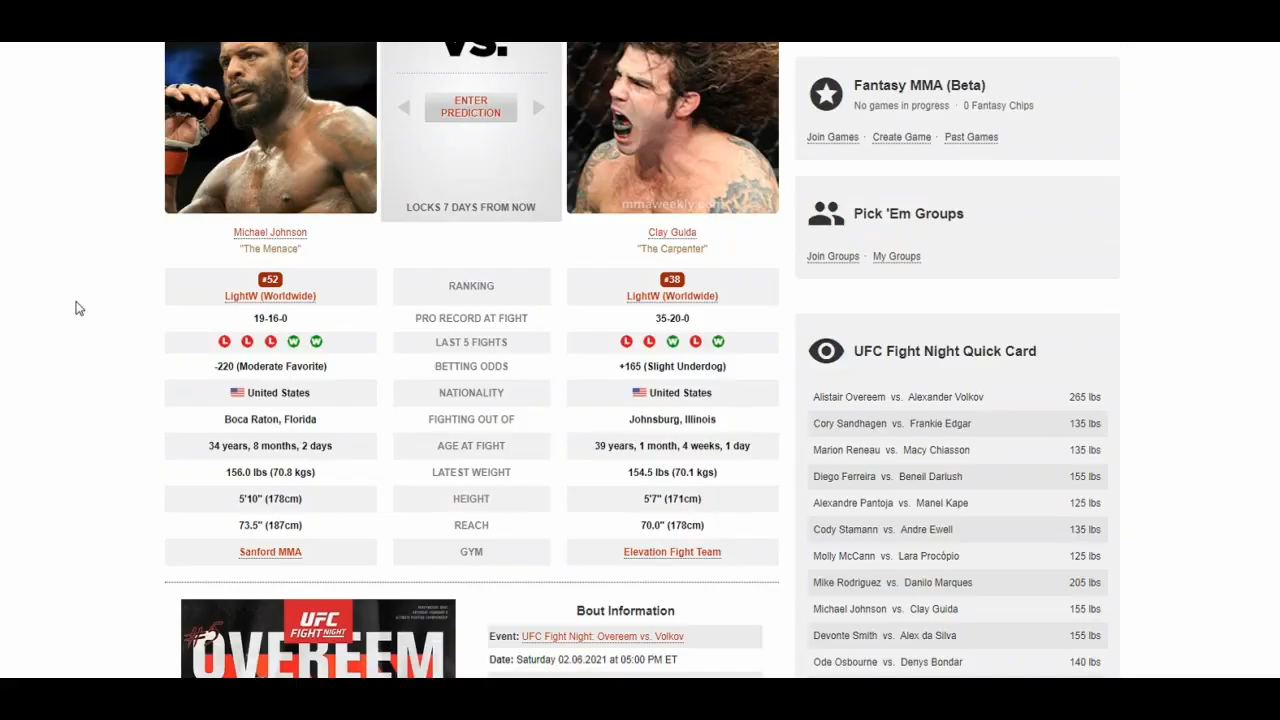 VS.
ENTER
PREDICTION
LOCKS 7 DAYS FROM NOW
mmaweekly.com
Michael Johnson
"The Menace"
Clay Guida
"The Carpenter"
#52
LightW (Worldwide)
RANKING
#38
LightW (Worldwide)
19-16-0 PRO RECORD AT FIGHT 35-20-0
L L L W W LAST 5 FIGHTS L L W L W
-220 (Moderate Favorite) BETTING ODDS +165 (Slight Underdog)
United States NATIONALITY United States
Boca Raton, Florida FIGHTING OUT OF Johnsburg, Illinois
34 years, 8 months, 2 days AGE AT FIGHT 39 years, 1 month, 4 weeks, 1 day
156.0 lbs (70.8 kgs) LATEST WEIGHT 154.5 lbs (70.1 kgs)
5'10" (178cm) HEIGHT 5'7" (171cm)
73.5" (187cm) REACH 70.0" (178cm)
Sanford MMA GYM Elevation Fight Team
UFC
FIGHT NIGHT
OVEREEM
Bout Information
Event: UFC Fight Night: Overeem vs. Volkov
Date: Saturday 02.06.2021 at 05:00 PM ET
Fantasy MMA (Beta)
No games in progress · 0 Fantasy Chips
Join Games · Create Game · Past Games
Pick 'Em Groups
Join Groups · My Groups
UFC Fight Night Quick Card
Alistair Overeem vs. Alexander Volkov 265 lbs
Cory Sandhagen vs. Frankie Edgar 135 lbs
Marion Reneau vs. Macy Chiasson 135 lbs
Diego Ferreira vs. Beneil Dariush 155 lbs
Alexandre Pantoja vs. Manel Kape 125 lbs
Cody Stamann vs. Andre Ewell 135 lbs
Molly McCann vs. Lara Procópio 125 lbs
Mike Rodriguez vs. Danilo Marques 205 lbs
Michael Johnson vs. Clay Guida 155 lbs
Devonte Smith vs. Alex da Silva 155 lbs
Ode Osbourne vs. Denys Bondar 140 lbs